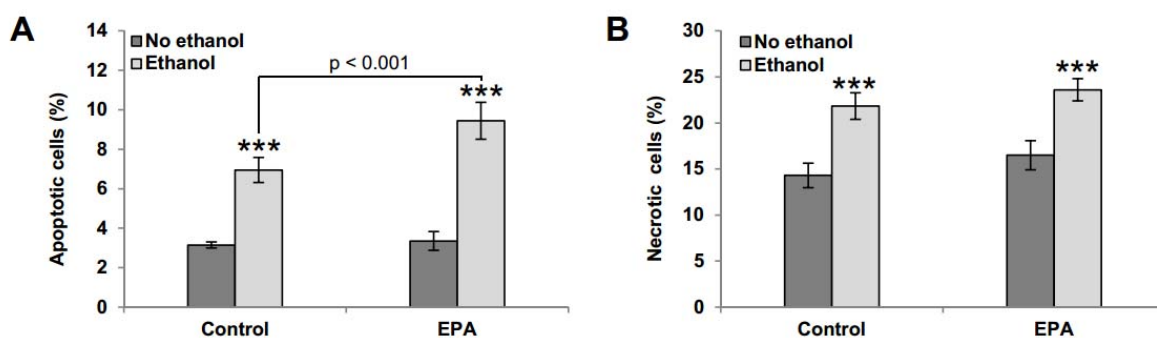 A
Apoptotic cells (%)
14
12
10
8
6
4
2
0
No ethanol
Ethanol
p < 0.001
***
***
Control
EPA
B
Necrotic cells (%)
30
25
20
15
10
5
0
No ethanol
Ethanol
***
***
Control
EPA